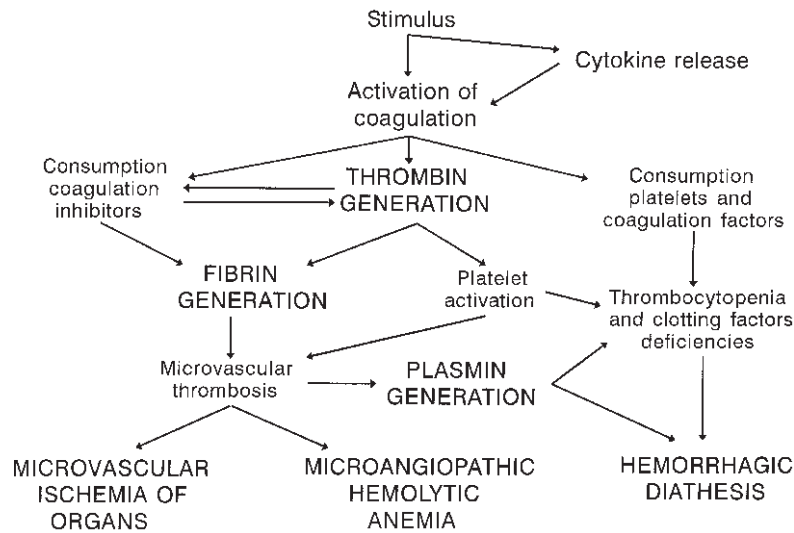 Stimulus
Cytokine release
Activation of
coagulation
Consumption
coagulation
inhibitors
THROMBIN
GENERATION
Consumption
platelets and
coagulation factors
FIBRIN
GENERATION
Platelet
activation
Thrombocytopenia
and clotting factors
deficiencies
Microvascular
thrombosis
PLASMIN
GENERATION
MICROVASCULAR
ISCHEMIA OF
ORGANS
MICROANGIOPATHIC
HEMOLYTIC
ANEMIA
HEMORRHAGIC
DIATHESIS